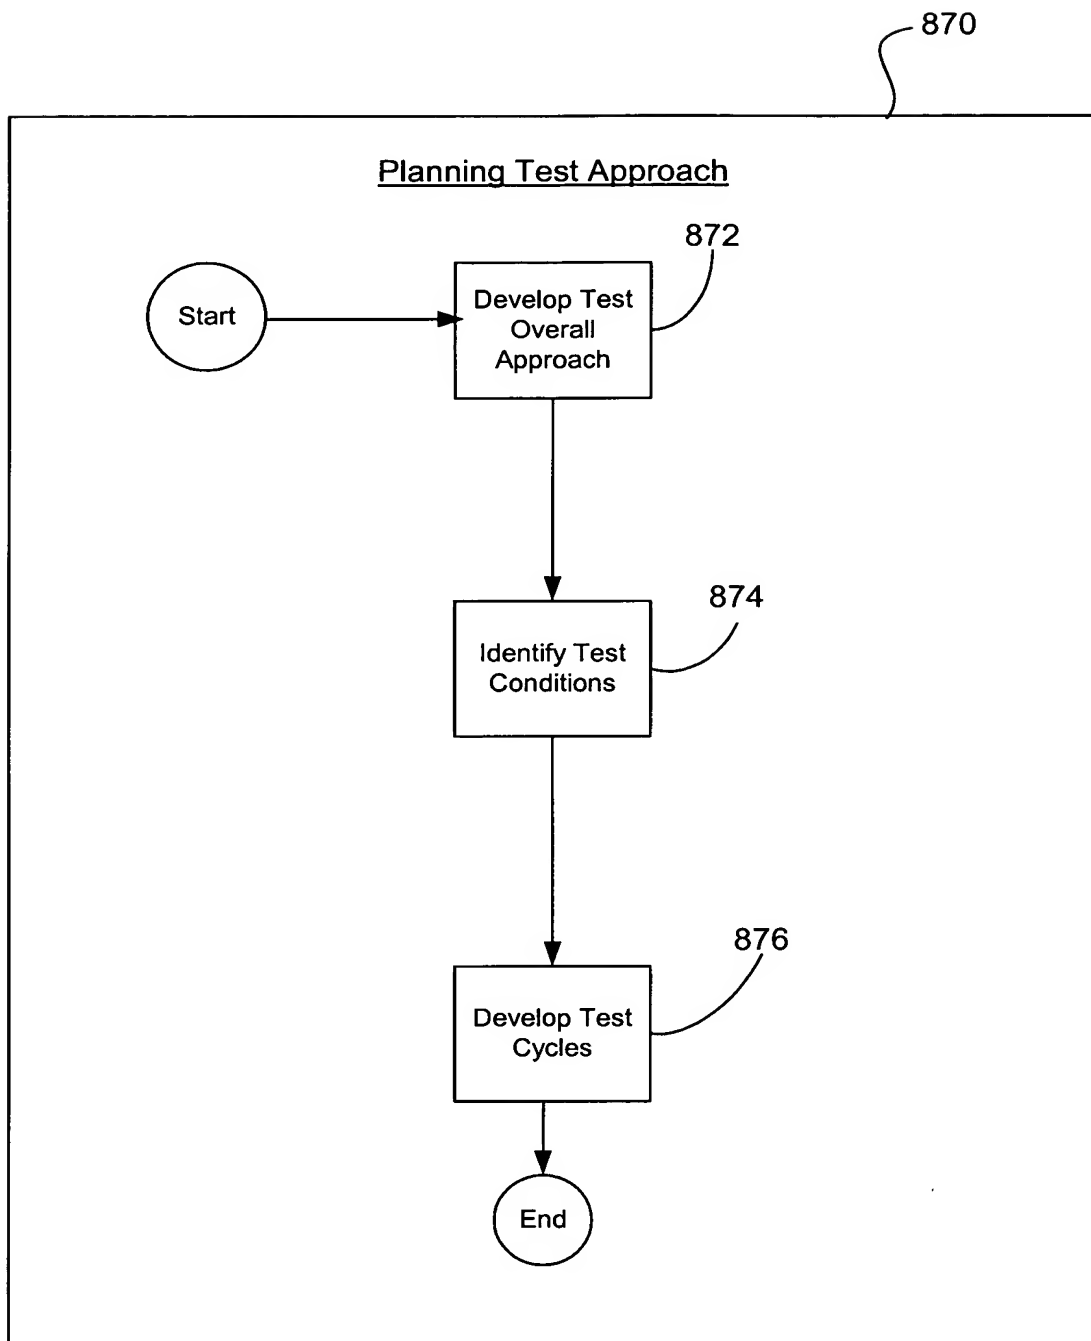 870
Planning Test Approach
872
Start
Develop Test
Overall
Approach
874
Identify Test
Conditions
876
Develop Test
Cycles
End